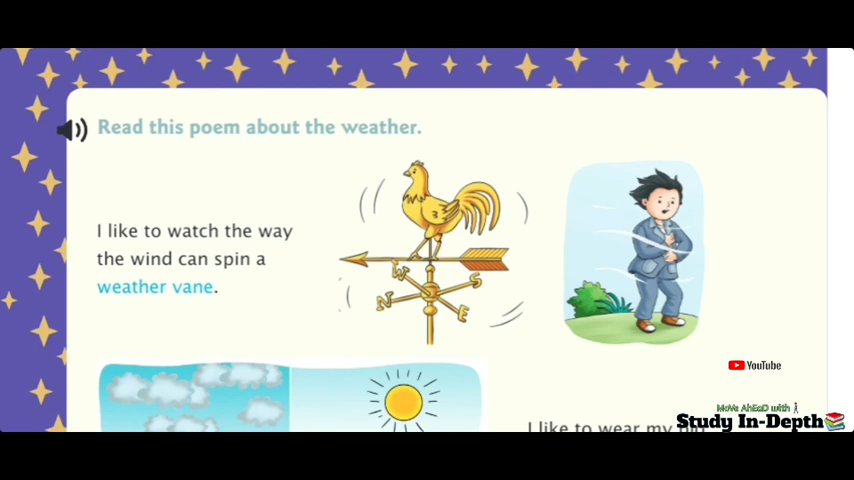 Read this poem about the weather.
I like to watch the way
the wind can spin a
weather vane.
W
S
N
E
YouTube
I like to wear my
MoVe AhEaD with
Study In-Depth